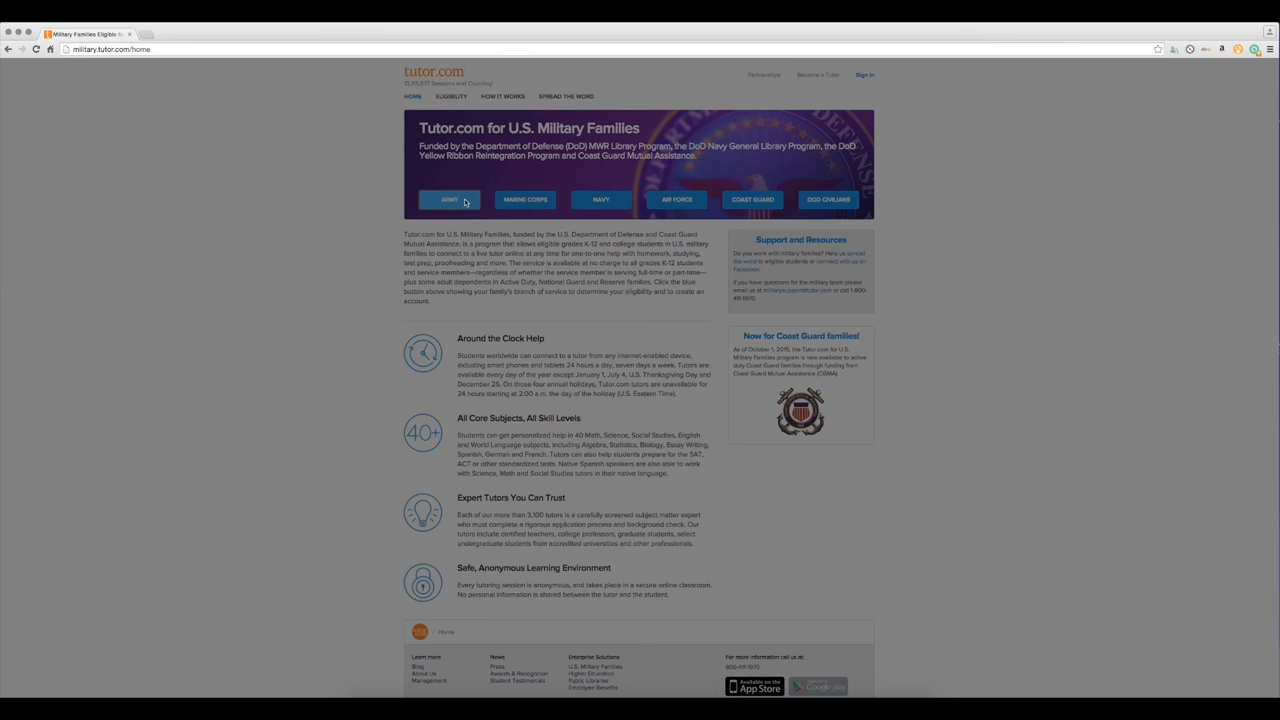 Military Families Eligible f
military.tutor.com/home
tutor.com
Partnerships
Become a Tutor
Sign In
HOME
ELIGIBILITY
HOW IT WORKS
SPREAD THE WORD
Tutor.com for U.S. Military Families
Funded by the Department of Defense (DoD) MWR Library Program, the DoD Navy General Library Program, the DoD
Yellow Ribbon Reintegration Program and Coast Guard Mutual Assistance.
ARMY
MARINE CORPS
NAVY
AIR FORCE
COAST GUARD
DOD CIVILIANS
Tutor.com for U.S. Military Families, funded by the U.S. Department of Defense and Coast Guard
Mutual Assistance, is a program that allows eligible grades K-12 and college students in U.S. military
families to connect to a live tutor online at any time for one-to-one help with homework, studying,
test prep, proofreading and more. The service is available at no charge to all grades K-12 students
and service members—regardless of whether the service member is serving full-time or part-time—
plus some adult dependents in Active Duty, National Guard and Reserve families. Click the blue
button above showing your family's branch of service to determine your eligibility and to create an
account.
Support and Resources
Do you work with military families? Help us spread
the word to eligible students or connect with us on
Facebook.
If you have questions for the military team please
email us at militarysupport@tutor.com or call 1-800-
411-1970.
Now for Coast Guard families!
As of October 1, 2015, the Tutor.com for U.S.
Military Families program is now available to active
duty Coast Guard families through funding from
Coast Guard Mutual Assistance (CGMA).
Around the Clock Help
Students worldwide can connect to a tutor from any Internet-enabled device,
including smart phones and tablets 24 hours a day, seven days a week. Tutors are
available every day of the year except January 1, July 4, U.S. Thanksgiving Day and
December 25. On those four annual holidays, Tutor.com tutors are unavailable for
24 hours starting at 2:00 a.m. the day of the holiday (U.S. Eastern Time).
40+
All Core Subjects, All Skill Levels
Students can get personalized help in 40 Math, Science, Social Studies, English
and World Language subjects, including Algebra, Statistics, Biology, Essay Writing,
Spanish, German and French. Tutors can also help students prepare for the SAT,
ACT or other standardized tests. Native Spanish speakers are also able to work
with Science, Math and Social Studies tutors in their native language.
Expert Tutors You Can Trust
Each of our more than 3,100 tutors is a carefully screened subject matter expert
who must complete a rigorous application process and background check. Our
tutors include certified teachers, college professors, graduate students, select
undergraduate students from accredited universities and other professionals.
Safe, Anonymous Learning Environment
Every tutoring session is anonymous, and takes place in a secure online classroom.
No personal information is shared between the tutor and the student.
/ Home
Learn more
Blog
About Us
Management
News
Press
Awards & Recognition
Student Testimonials
Enterprise Solutions
U.S. Military Families
Higher Education
Public Libraries
Employee Benefits
For more information call us at:
800-411-1970
Available on the
App Store
Google play